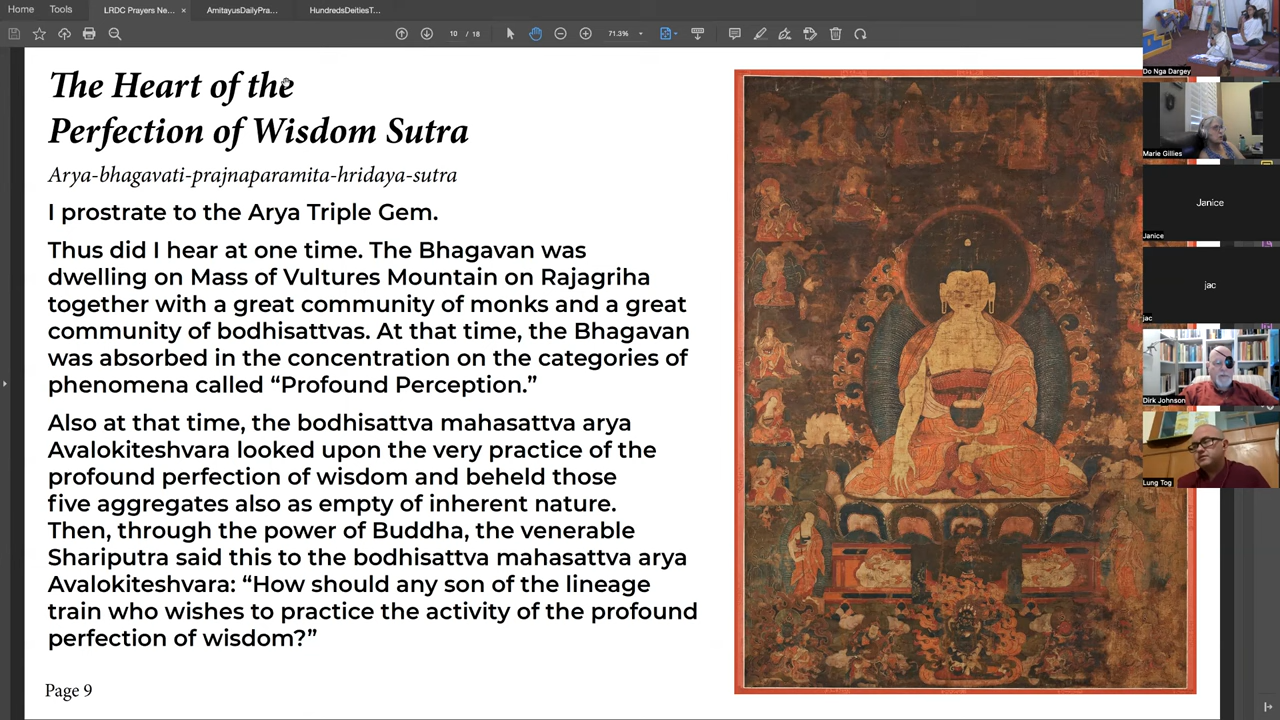 Home Tools LRDC Prayers Ne... × AmitayusDailyPra... HundredsDeitiesT...
10 / 18 71.3%
The Heart of the
Perfection of Wisdom Sutra
Arya-bhagavati-prajnaparamita-hridaya-sutra
I prostrate to the Arya Triple Gem.
Thus did I hear at one time. The Bhagavan was
dwelling on Mass of Vultures Mountain on Rajagriha
together with a great community of monks and a great
community of bodhisattvas. At that time, the Bhagavan
was absorbed in the concentration on the categories of
phenomena called “Profound Perception.”
Also at that time, the bodhisattva mahasattva arya
Avalokiteshvara looked upon the very practice of the
profound perfection of wisdom and beheld those
five aggregates also as empty of inherent nature.
Then, through the power of Buddha, the venerable
Shariputra said this to the bodhisattva mahasattva arya
Avalokiteshvara: “How should any son of the lineage
train who wishes to practice the activity of the profound
perfection of wisdom?”
Page 9
Do Nga Dargey
Marie Gillies
Janice
Janice
jac
jac
Dirk Johnson
Lung Tog